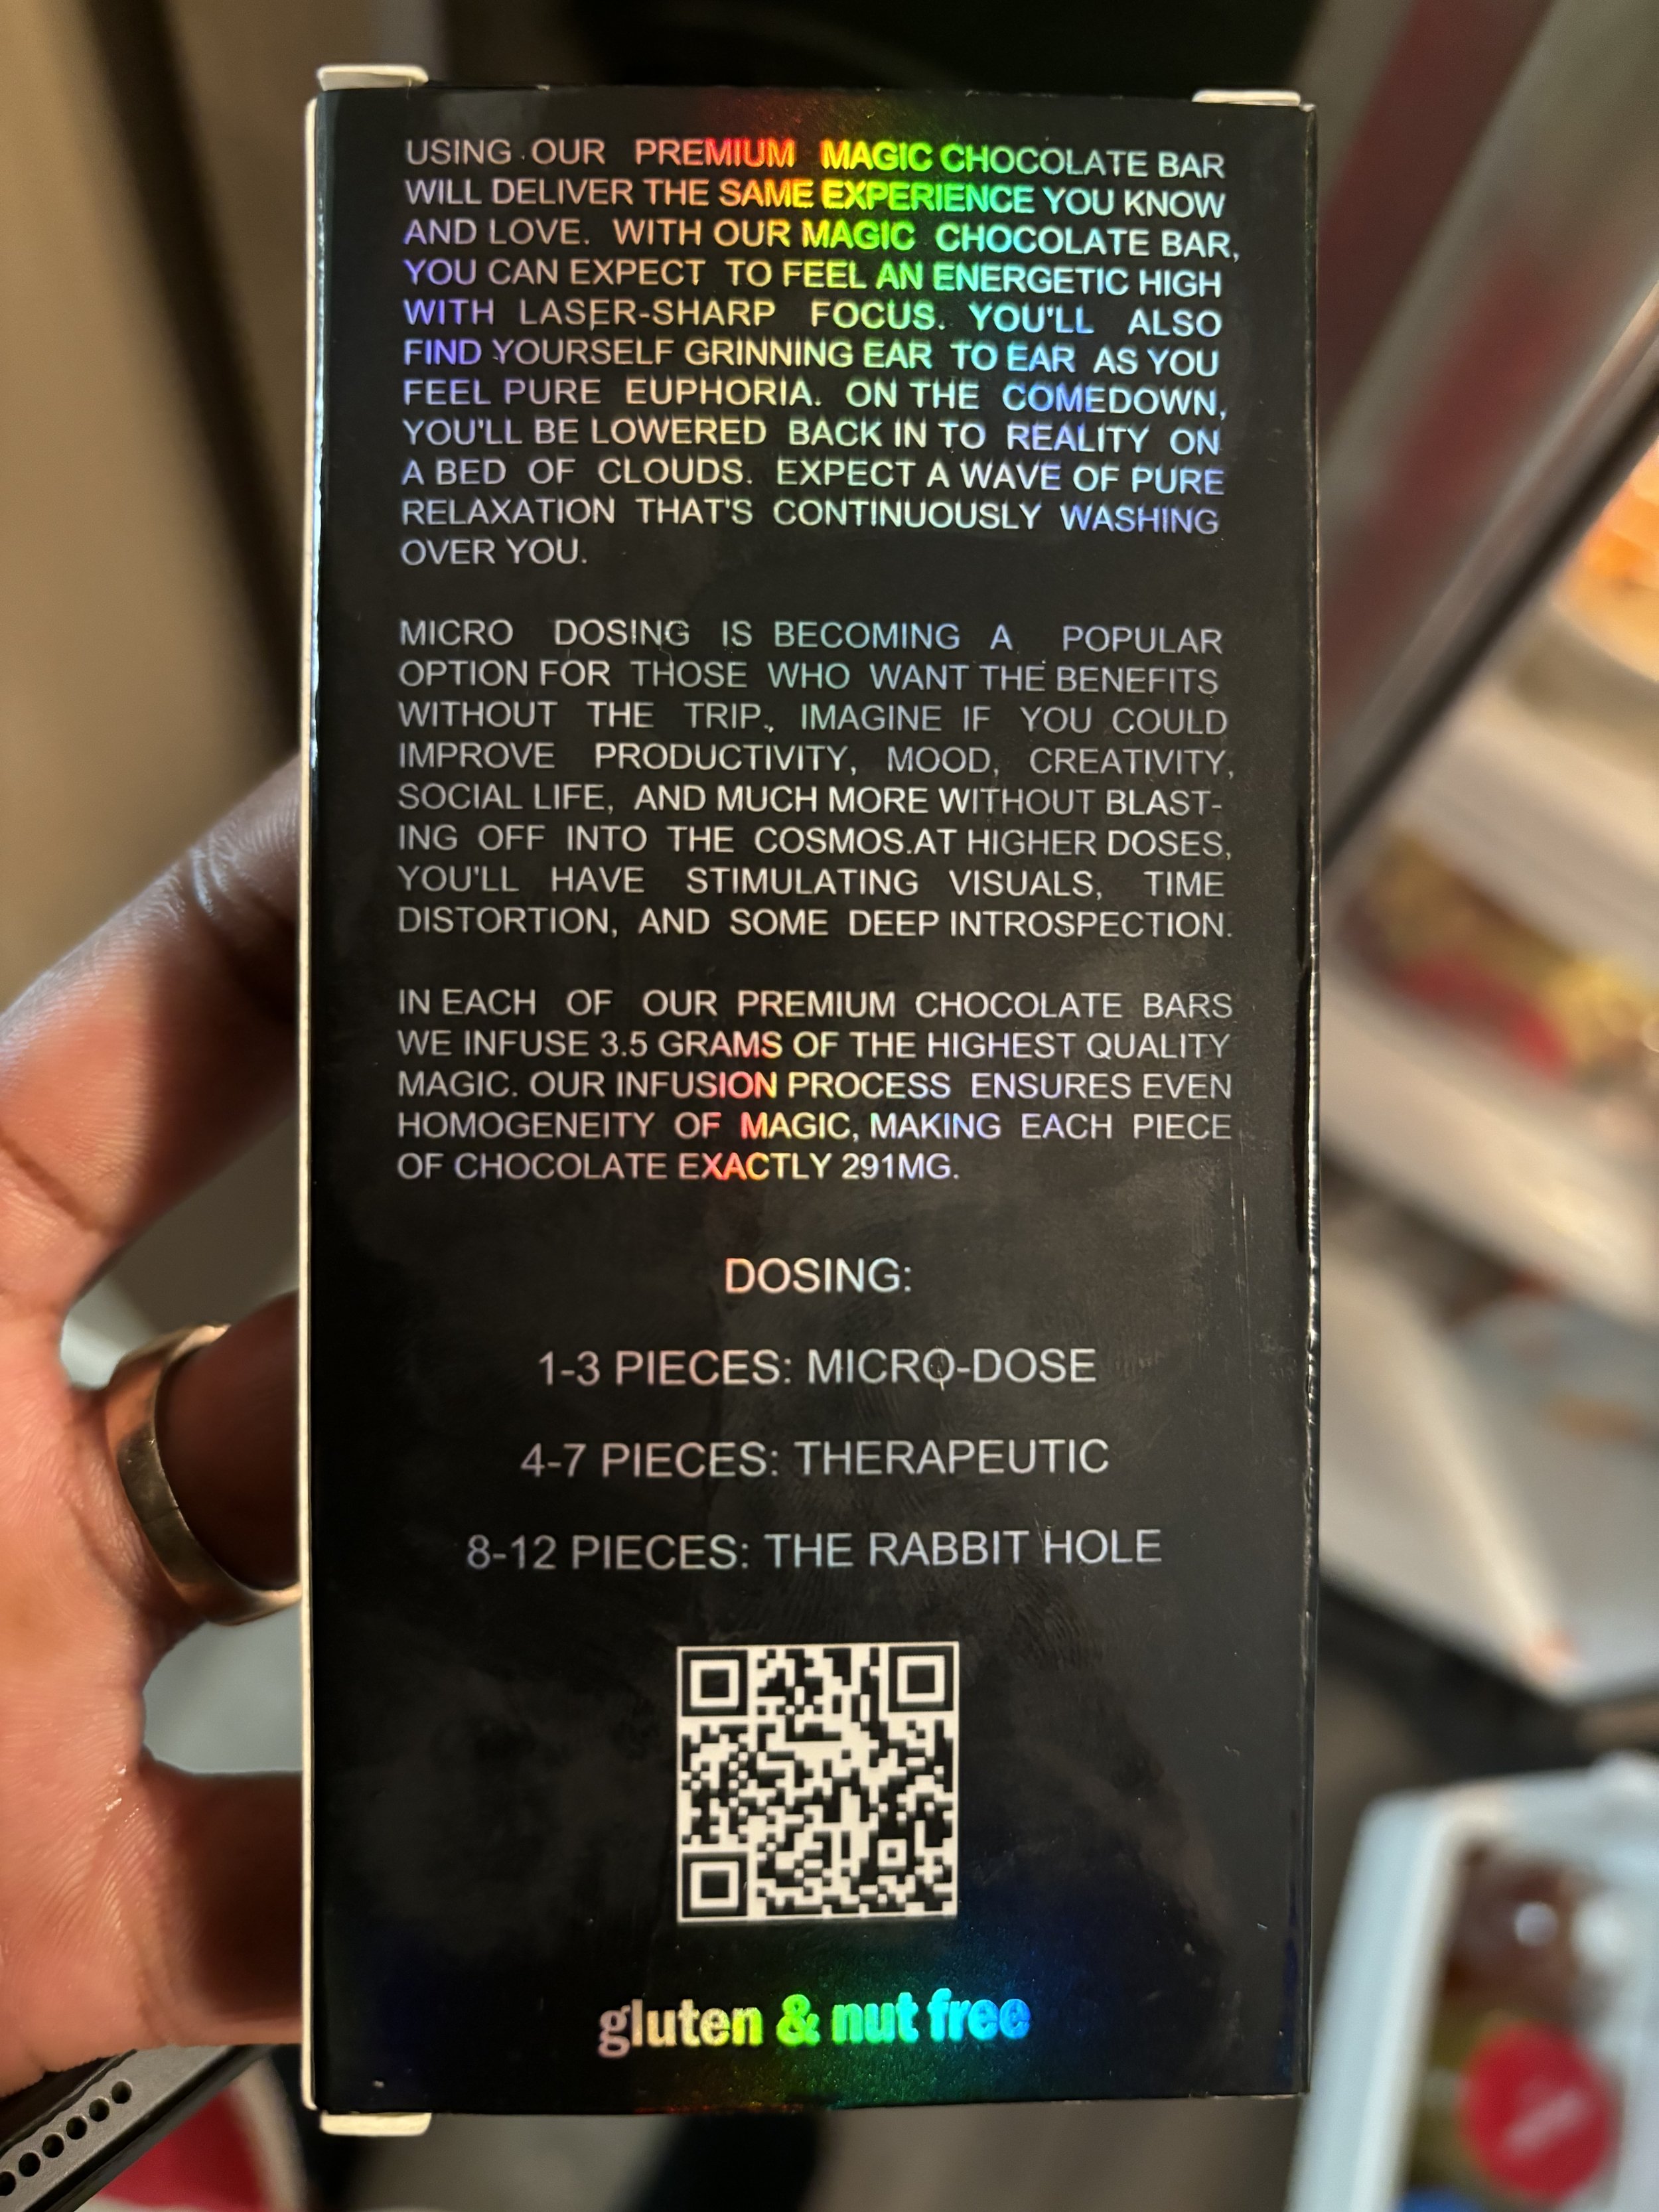 USING OUR PREMIUM MAGIC CHOCOLATE BAR
WILL DELIVER THE SAME EXPERIENCE YOU KNOW
AND LOVE. WITH OUR MAGIC CHOCOLATE BAR,
YOU CAN EXPECT TO FEEL AN ENERGETIC HIGH
WITH LASER-SHARP FOCUS. YOU'LL ALSO
FIND YOURSELF GRINNING EAR TO EAR AS YOU
FEEL PURE EUPHORIA. ON THE COMEDOWN,
YOU'LL BE LOWERED BACK IN TO REALITY ON
A BED OF CLOUDS. EXPECT A WAVE OF PURE
RELAXATION THAT'S CONTINUOUSLY WASHING
OVER YOU.
MICRO DOSING IS BECOMING A POPULAR
OPTION FOR THOSE WHO WANT THE BENEFITS
WITHOUT THE TRIP., IMAGINE IF YOU COULD
IMPROVE PRODUCTIVITY, MOOD, CREATIVITY,
SOCIAL LIFE, AND MUCH MORE WITHOUT BLAST-
ING OFF INTO THE COSMOS.AT HIGHER DOSES,
YOU'LL HAVE STIMULATING VISUALS, TIME
DISTORTION, AND SOME DEEP INTROSPECTION.
IN EACH OF OUR PREMIUM CHOCOLATE BARS
WE INFUSE 3.5 GRAMS OF THE HIGHEST QUALITY
MAGIC. OUR INFUSION PROCESS ENSURES EVEN
HOMOGENEITY OF MAGIC, MAKING EACH PIECE
OF CHOCOLATE EXACTLY 291MG.
DOSING:
1-3 PIECES: MICRO-DOSE
4-7 PIECES: THERAPEUTIC
8-12 PIECES: THE RABBIT HOLE
gluten & nut free